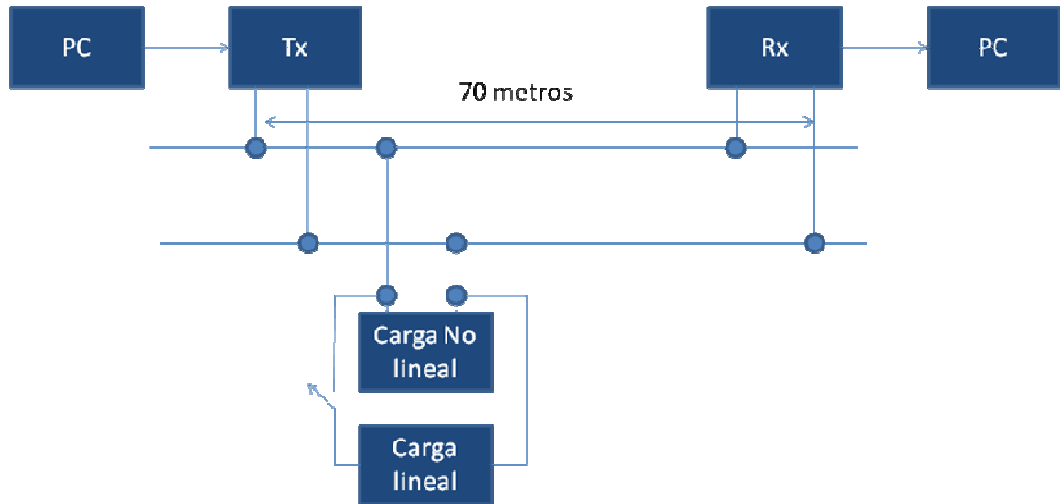 PC
Tx
Rx
PC
70 metros
Carga No
lineal
Carga
lineal